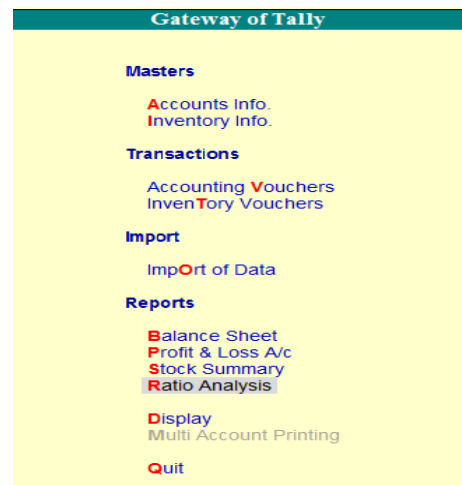 Gateway of Tally
Masters
Accounts Info.
Inventory Info.
Transactions
Accounting Vouchers
InvenTory Vouchers
Import
ImpOrt of Data
Reports
Balance Sheet
Profit & Loss A/c
Stock Summary
Ratio Analysis
Display
Multi Account Printing
Quit